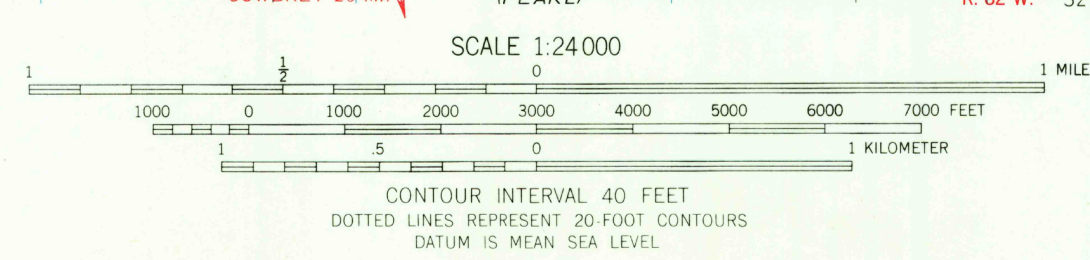 R. 82 W.
SCALE 1:24 000
1 1/2 0 1 MILE
1000 0 1000 2000 3000 4000 5000 6000 7000 FEET
1 .5 0 1 KILOMETER
CONTOUR INTERVAL 40 FEET
DOTTED LINES REPRESENT 20-FOOT CONTOURS
DATUM IS MEAN SEA LEVEL